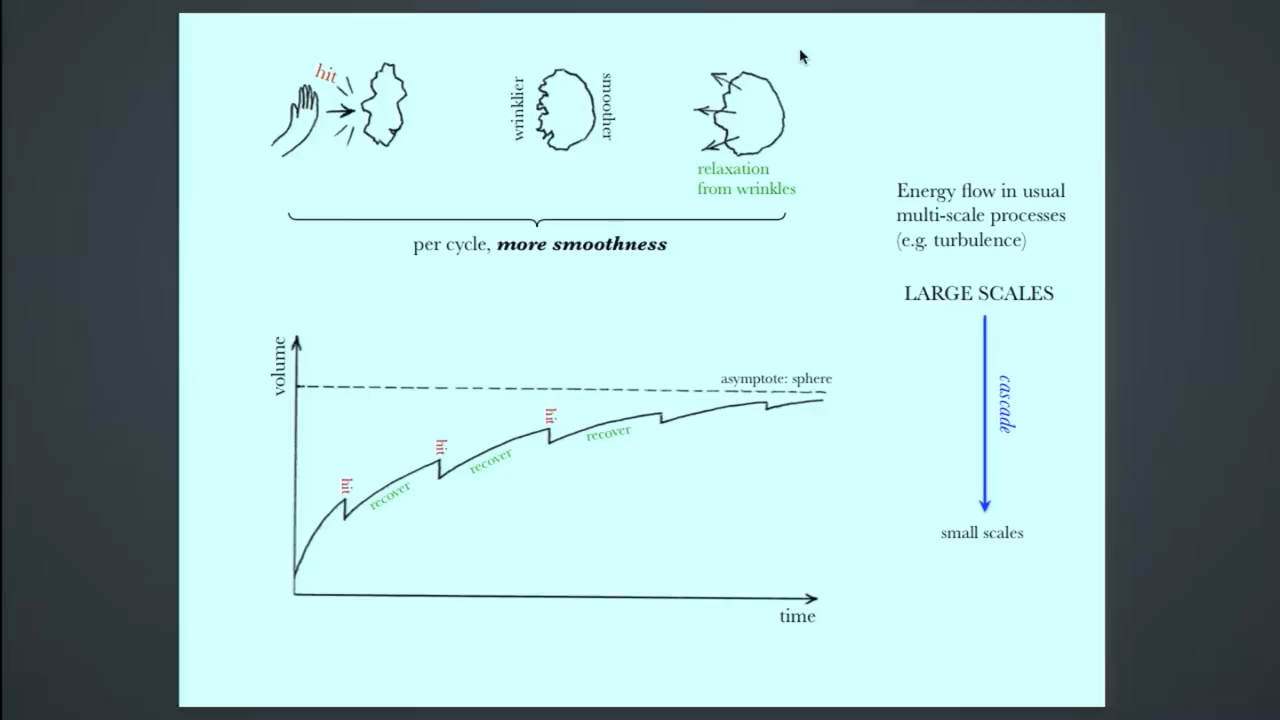 hit
wrinklier
smoother
relaxation
from wrinkles
per cycle, more smoothness
Energy flow in usual
multi-scale processes
(e.g. turbulence)
LARGE SCALES
cascade
small scales
volume
asymptote: sphere
hit
recover
hit
recover
hit
recover
time